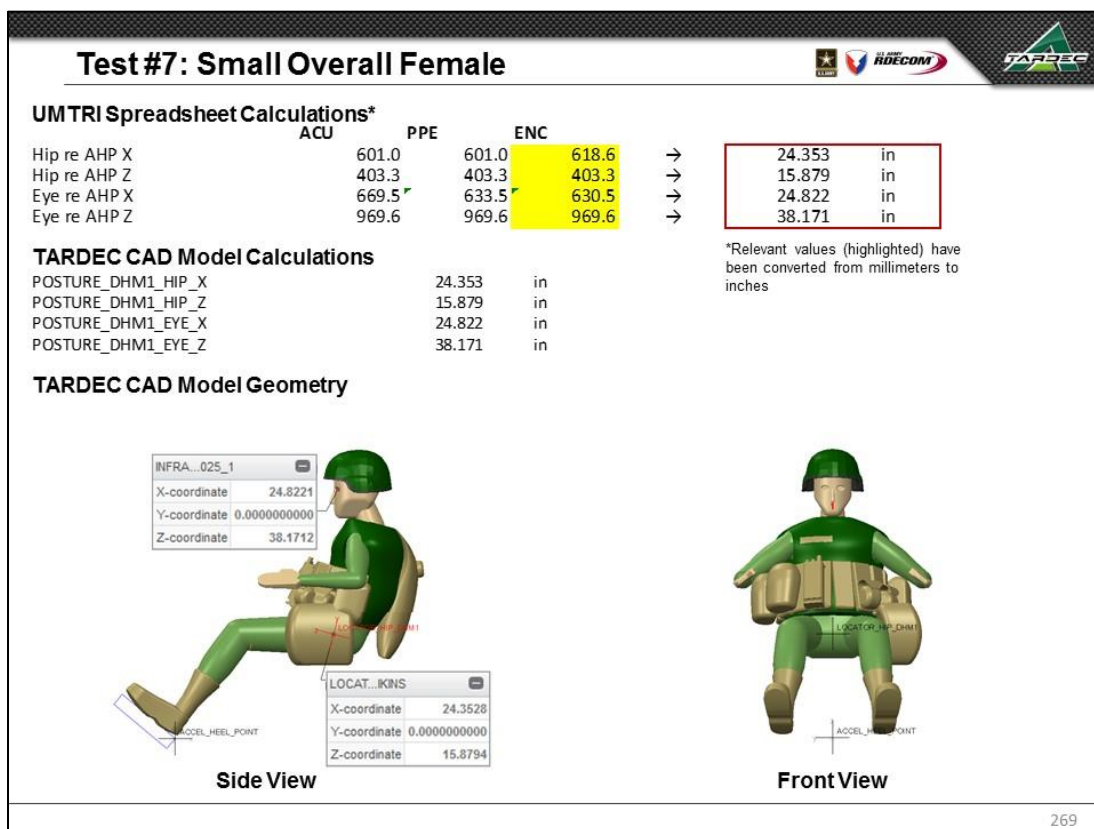 Test #7: Small Overall Female
U.S. ARMY
U.S. ARMY
RDECOM
TARDEC
UMTRI Spreadsheet Calculations*
ACU PPE ENC
Hip re AHP X 601.0 601.0 618.6 → 24.353 in
Hip re AHP Z 403.3 403.3 403.3 → 15.879 in
Eye re AHP X 669.5 633.5 630.5 → 24.822 in
Eye re AHP Z 969.6 969.6 969.6 → 38.171 in
*Relevant values (highlighted) have
been converted from millimeters to
inches
TARDEC CAD Model Calculations
POSTURE_DHM1_HIP_X 24.353 in
POSTURE_DHM1_HIP_Z 15.879 in
POSTURE_DHM1_EYE_X 24.822 in
POSTURE_DHM1_EYE_Z 38.171 in
TARDEC CAD Model Geometry
INFRA...025_1
X-coordinate 24.8221
Y-coordinate 0.0000000000
Z-coordinate 38.1712
LOCATOR_HIP_DHM1
LOCAT...IKINS
X-coordinate 24.3528
Y-coordinate 0.0000000000
Z-coordinate 15.8794
ACCEL_HEEL_POINT
Side View
LOCATOR_HIP_DHM1
ACCEL_HEEL_POINT
Front View
269